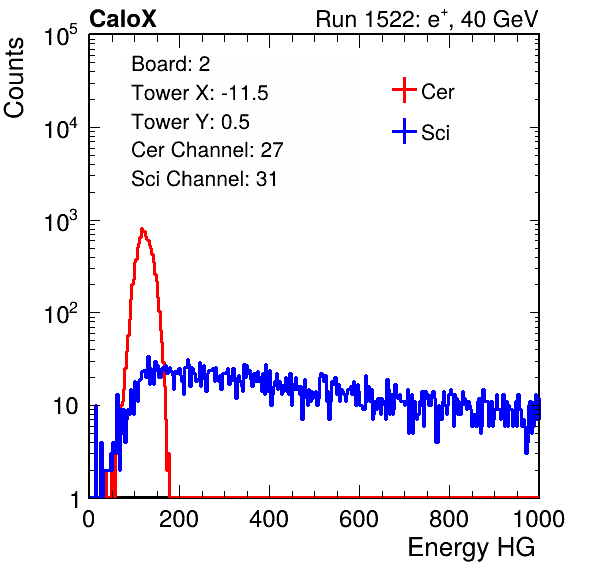 CaloX Run 1522: e⁺, 40 GeV
Board: 2
Tower X: -11.5
Tower Y: 0.5
Cer Channel: 27
Sci Channel: 31
Cer
Sci
Counts
10⁵
10⁴
10³
10²
10
1
0 200 400 600 800 1000
Energy HG